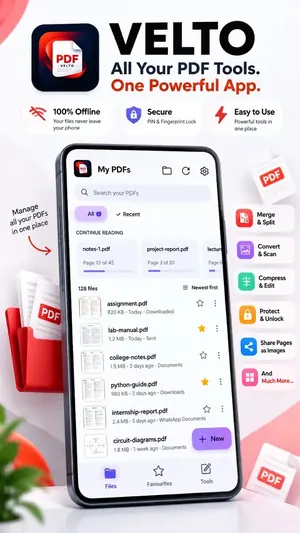 PDF
VELTO
VELTO
All Your PDF Tools.
One Powerful App.
100% Offline
Your files never leave
your phone
Secure
PIN & Fingerprint Lock
Easy to Use
Powerful tools in
one place
Manage
all your PDFs
in one place
My PDFs
Search your PDFs
All
Recent
CONTINUE READING
notes-1.pdf
Page 12 of 45
project-report.pdf
Page 3 of 20
lectur
128 files
Newest first
assignment.pdf
820 KB • Today • Downloaded
lab-manual.pdf
1.2 MB • Today • Sent
college-notes.pdf
1.5 MB • 2 days ago • Documents
python-guide.pdf
980 KB • 3 days ago • Downloads
internship-report.pdf
2.4 MB • 5 days ago • WhatsApp Documents
circuit-diagrams.pdf
1.8 MB • 1 week ago • Documents
+ New
Files
Favourites
Tools
PDF
Merge
& Split
Convert
& Scan
Compress
& Edit
Protect
& Unlock
Share Pages
as Images
And
Much More...
PDF
PDF